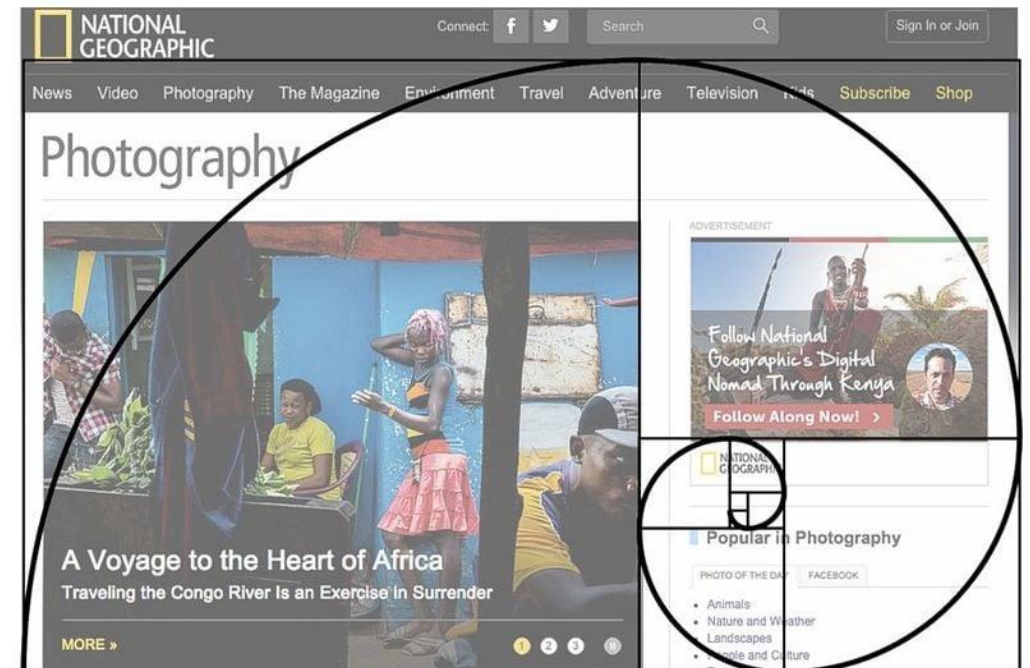 NATIONAL
GEOGRAPHIC
Connect:
Search
Sign In or Join
News Video Photography The Magazine Environment Travel Adventure Television Kids Subscribe Shop
Photography
ADVERTISEMENT
Follow National
Geographic's Digital
Nomad Through Kenya
Follow Along Now! >
NATIONAL
GEOGRAPHIC
A Voyage to the Heart of Africa
Traveling the Congo River Is an Exercise in Surrender
MORE »
1 2 3
Popular in Photography
PHOTO OF THE DAY FACEBOOK
• Animals
• Nature and Weather
• Landscapes
• People and Culture